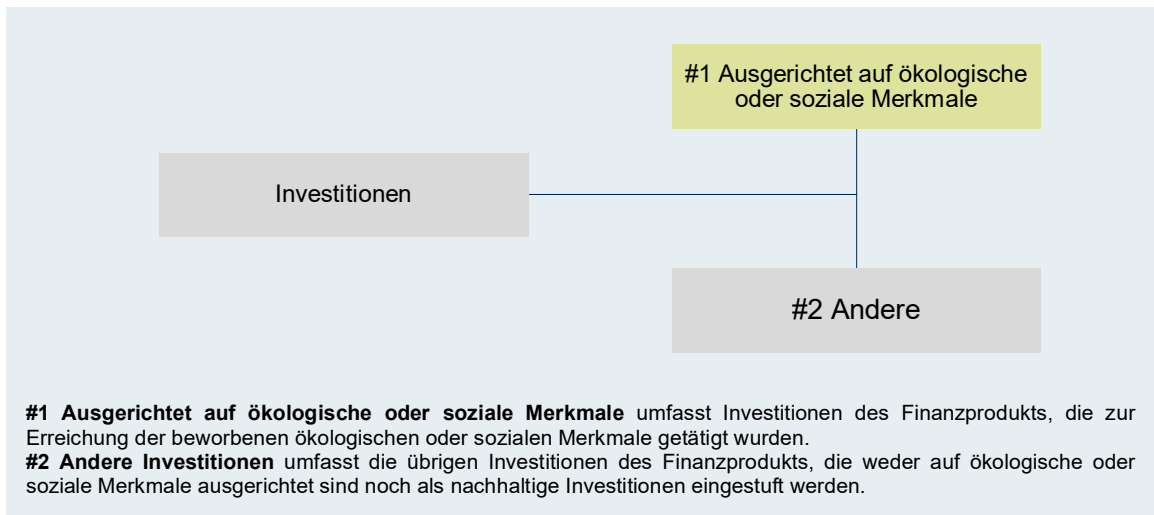 #1 Ausgerichtet auf ökologische
oder soziale Merkmale
Investitionen
#2 Andere
#1 Ausgerichtet auf ökologische oder soziale Merkmale umfasst Investitionen des Finanzprodukts, die zur
Erreichung der beworbenen ökologischen oder sozialen Merkmale getätigt wurden.
#2 Andere Investitionen umfasst die übrigen Investitionen des Finanzprodukts, die weder auf ökologische oder
soziale Merkmale ausgerichtet sind noch als nachhaltige Investitionen eingestuft werden.